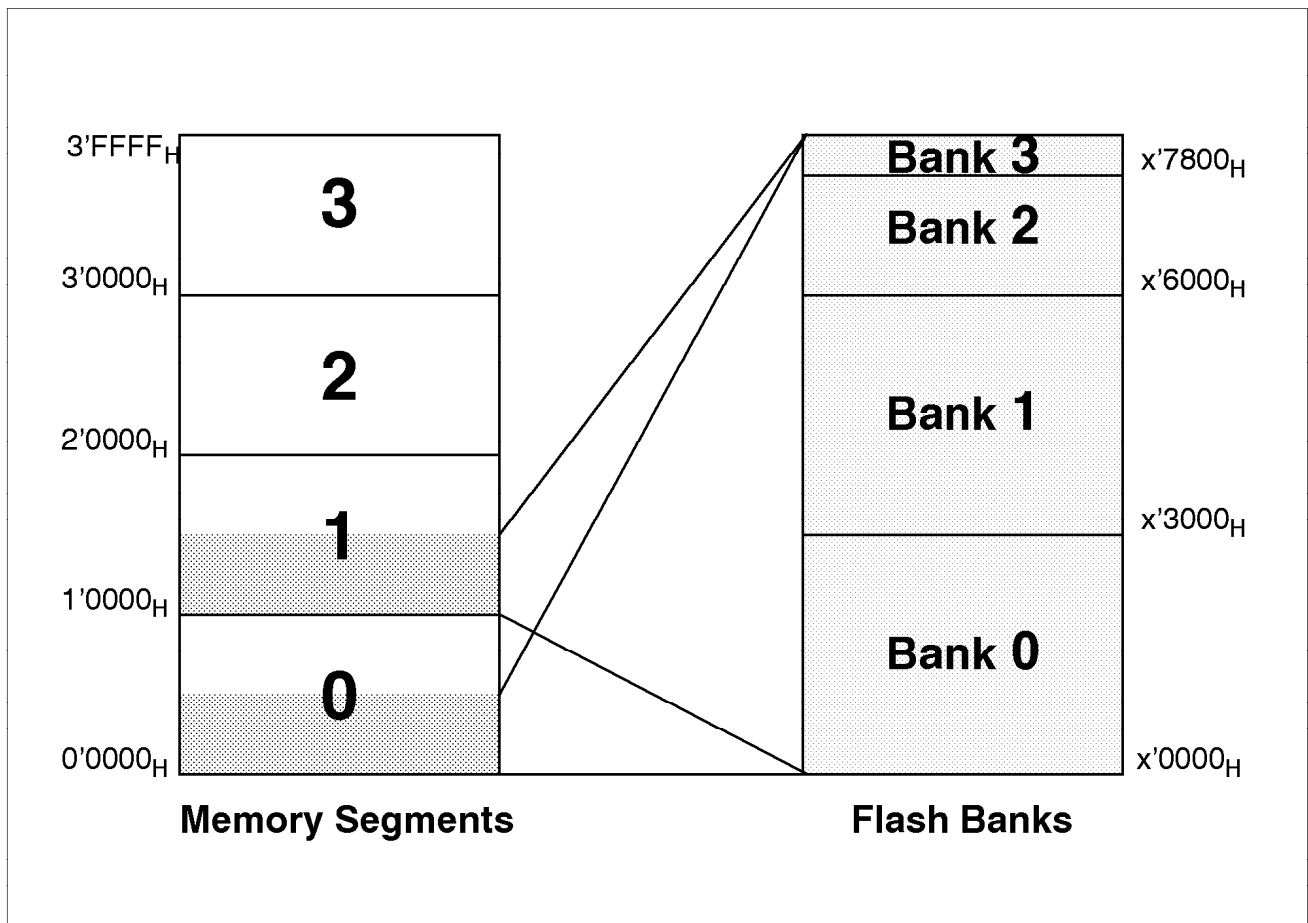 3'FFFFH
3
3'0000H
2
2'0000H
1
1'0000H
0
0'0000H
Memory Segments
Bank 3
x'7800H
Bank 2
x'6000H
Bank 1
x'3000H
Bank 0
x'0000H
Flash Banks